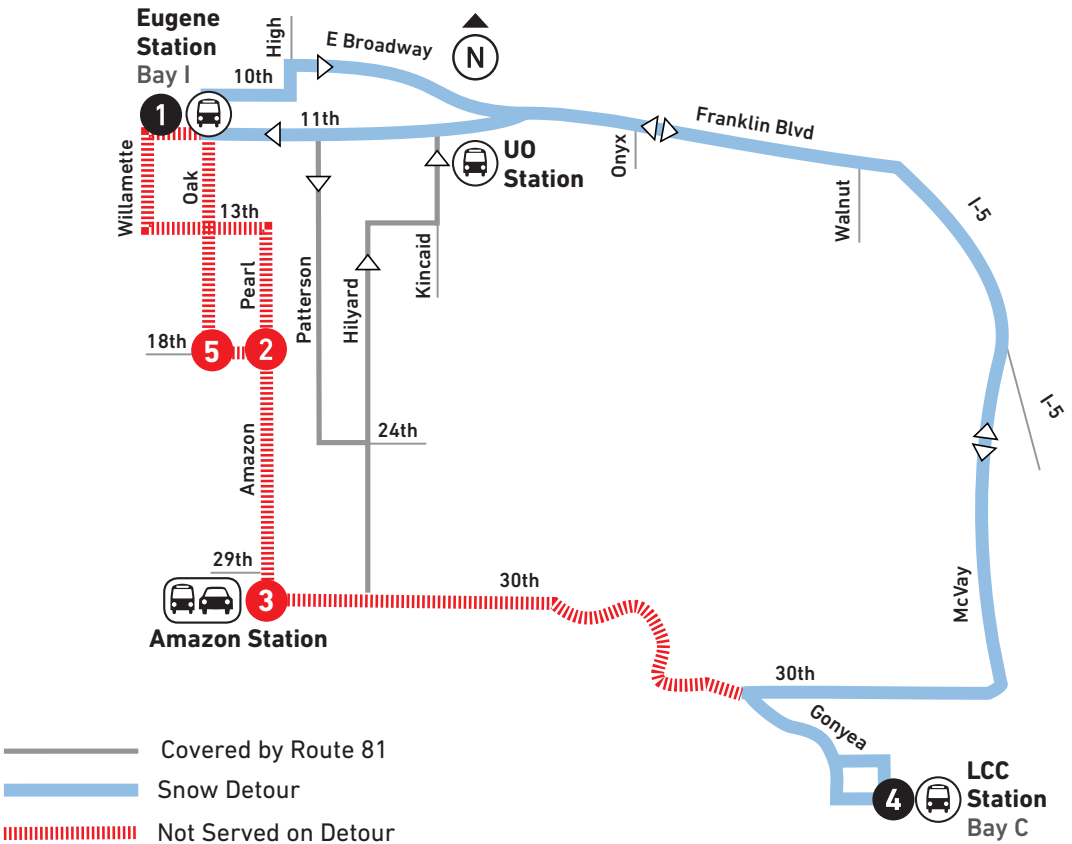 Eugene
Station
Bay I
High
E Broadway
N
10th
1
11th
Franklin Blvd
UO
Station
Onyx
Walnut
I-5
I-5
Willamette
Oak
13th
Pearl
Patterson
Hilyard
Kincaid
18th
5
2
24th
Amazon
29th
3
Amazon Station
30th
McVay
30th
Gonyea
4
LCC
Station
Bay C
Covered by Route 81
Snow Detour
Not Served on Detour